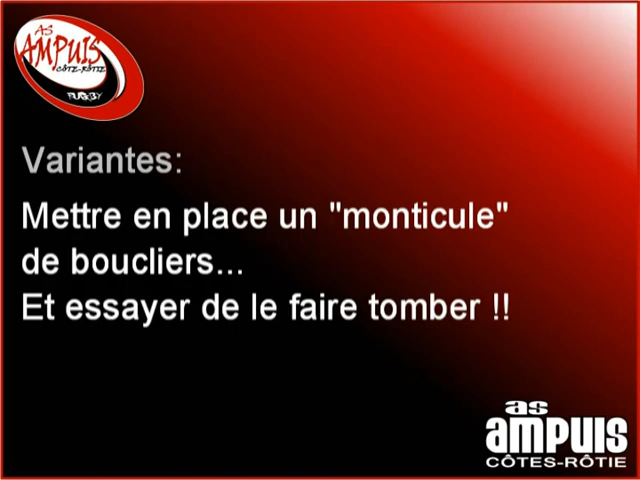 AS
AMPUIS
CÔTE-RÔTIE
RUGBY
Variantes:
Mettre en place un "monticule"
de boucliers...
Et essayer de le faire tomber !!
as
ampuis
CÔTES-RÔTIE